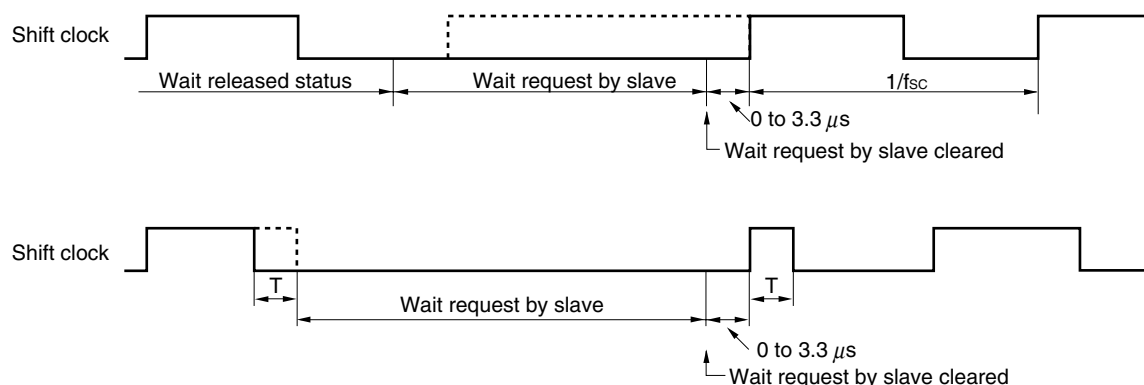 Shift clock
Wait released status
Wait request by slave
1/fSC
0 to 3.3 μs
Wait request by slave cleared
Shift clock
T
T
Wait request by slave
0 to 3.3 μs
Wait request by slave cleared